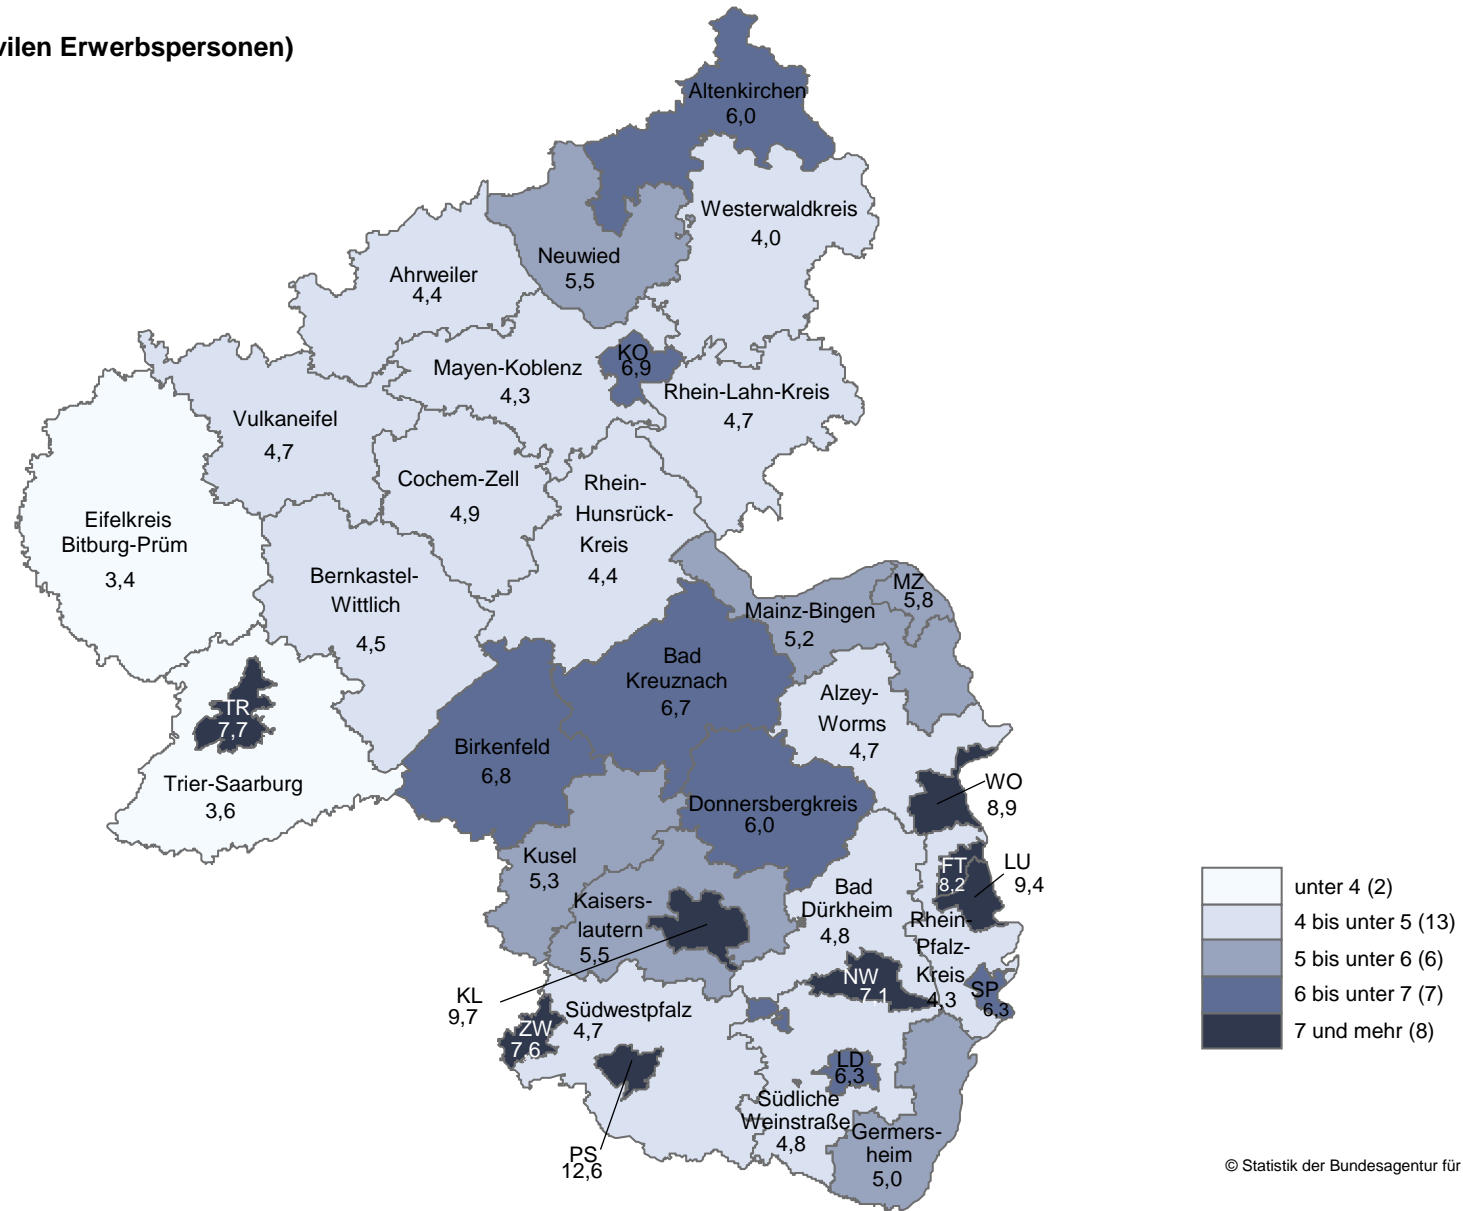 vilen Erwerbspersonen)
Altenkirchen
6,0
Westerwaldkreis
4,0
Neuwied
5,5
Ahrweiler
4,4
KO
6,9
Mayen-Koblenz
4,3
Rhein-Lahn-Kreis
4,7
Vulkaneifel
4,7
Cochem-Zell
4,9
Rhein-
Hunsrück-
Kreis
4,4
Eifelkreis
Bitburg-Prüm
3,4
Bernkastel-
Wittlich
4,5
MZ
5,8
Mainz-Bingen
5,2
Bad
Kreuznach
6,7
Alzey-
Worms
4,7
TR
7,7
Trier-Saarburg
3,6
Birkenfeld
6,8
Donnersbergkreis
6,0
WO
8,9
Kusel
5,3
FT
8,2
LU
9,4
Kaisers-
lautern
5,5
Bad
Dürkheim
4,8
Rhein-
Pfalz-
Kreis
4,3
NW
7,1
SP
6,3
KL
9,7
ZW
7,6
Südwestpfalz
4,7
LD
6,3
Südliche
Weinstraße
4,8
Germers-
heim
5,0
PS
12,6
unter 4 (2)
4 bis unter 5 (13)
5 bis unter 6 (6)
6 bis unter 7 (7)
7 und mehr (8)
© Statistik der Bundesagentur für